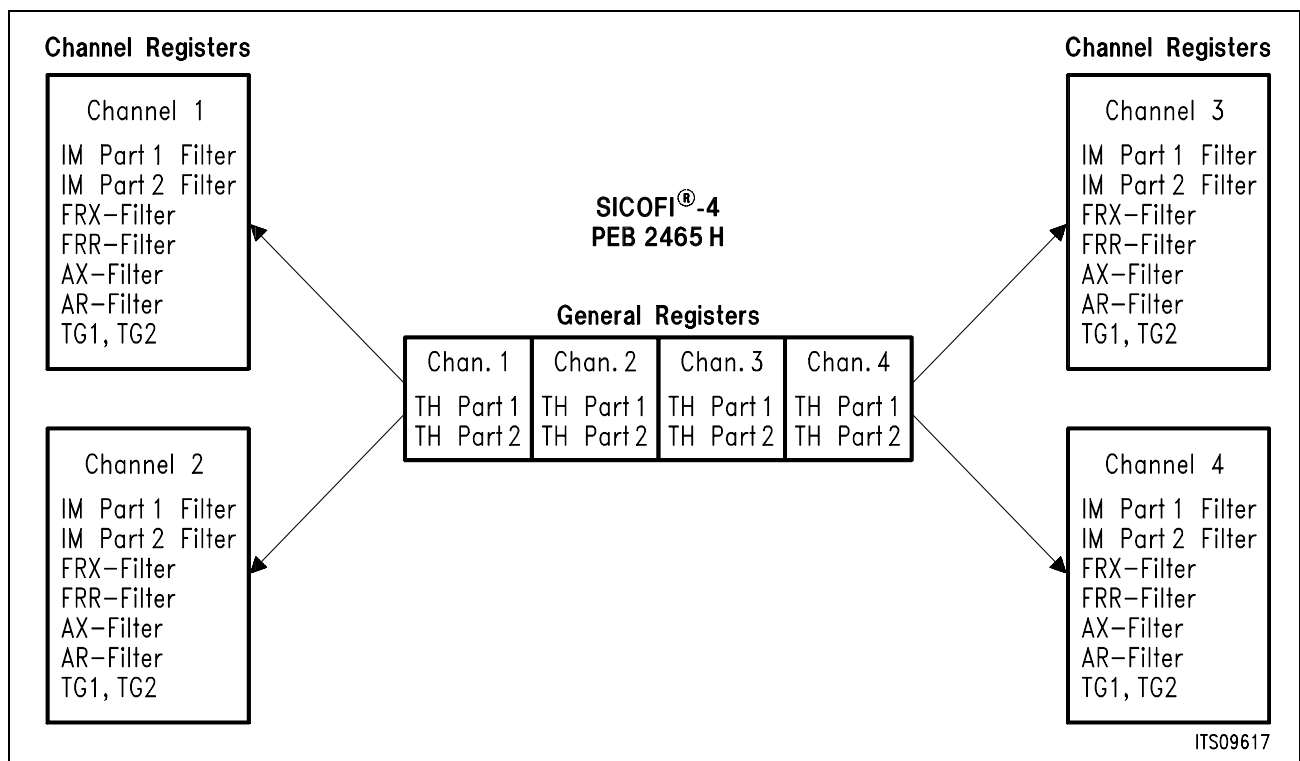 Channel Registers
Channel 1
IM Part 1 Filter
IM Part 2 Filter
FRX-Filter
FRR-Filter
AX-Filter
AR-Filter
TG1, TG2
Channel 2
IM Part 1 Filter
IM Part 2 Filter
FRX-Filter
FRR-Filter
AX-Filter
AR-Filter
TG1, TG2
SICOFI®-4
PEB 2465 H
General Registers
Chan. 1
TH Part 1
TH Part 2
Chan. 2
TH Part 1
TH Part 2
Chan. 3
TH Part 1
TH Part 2
Chan. 4
TH Part 1
TH Part 2
Channel Registers
Channel 3
IM Part 1 Filter
IM Part 2 Filter
FRX-Filter
FRR-Filter
AX-Filter
AR-Filter
TG1, TG2
Channel 4
IM Part 1 Filter
IM Part 2 Filter
FRX-Filter
FRR-Filter
AX-Filter
AR-Filter
TG1, TG2
ITS09617